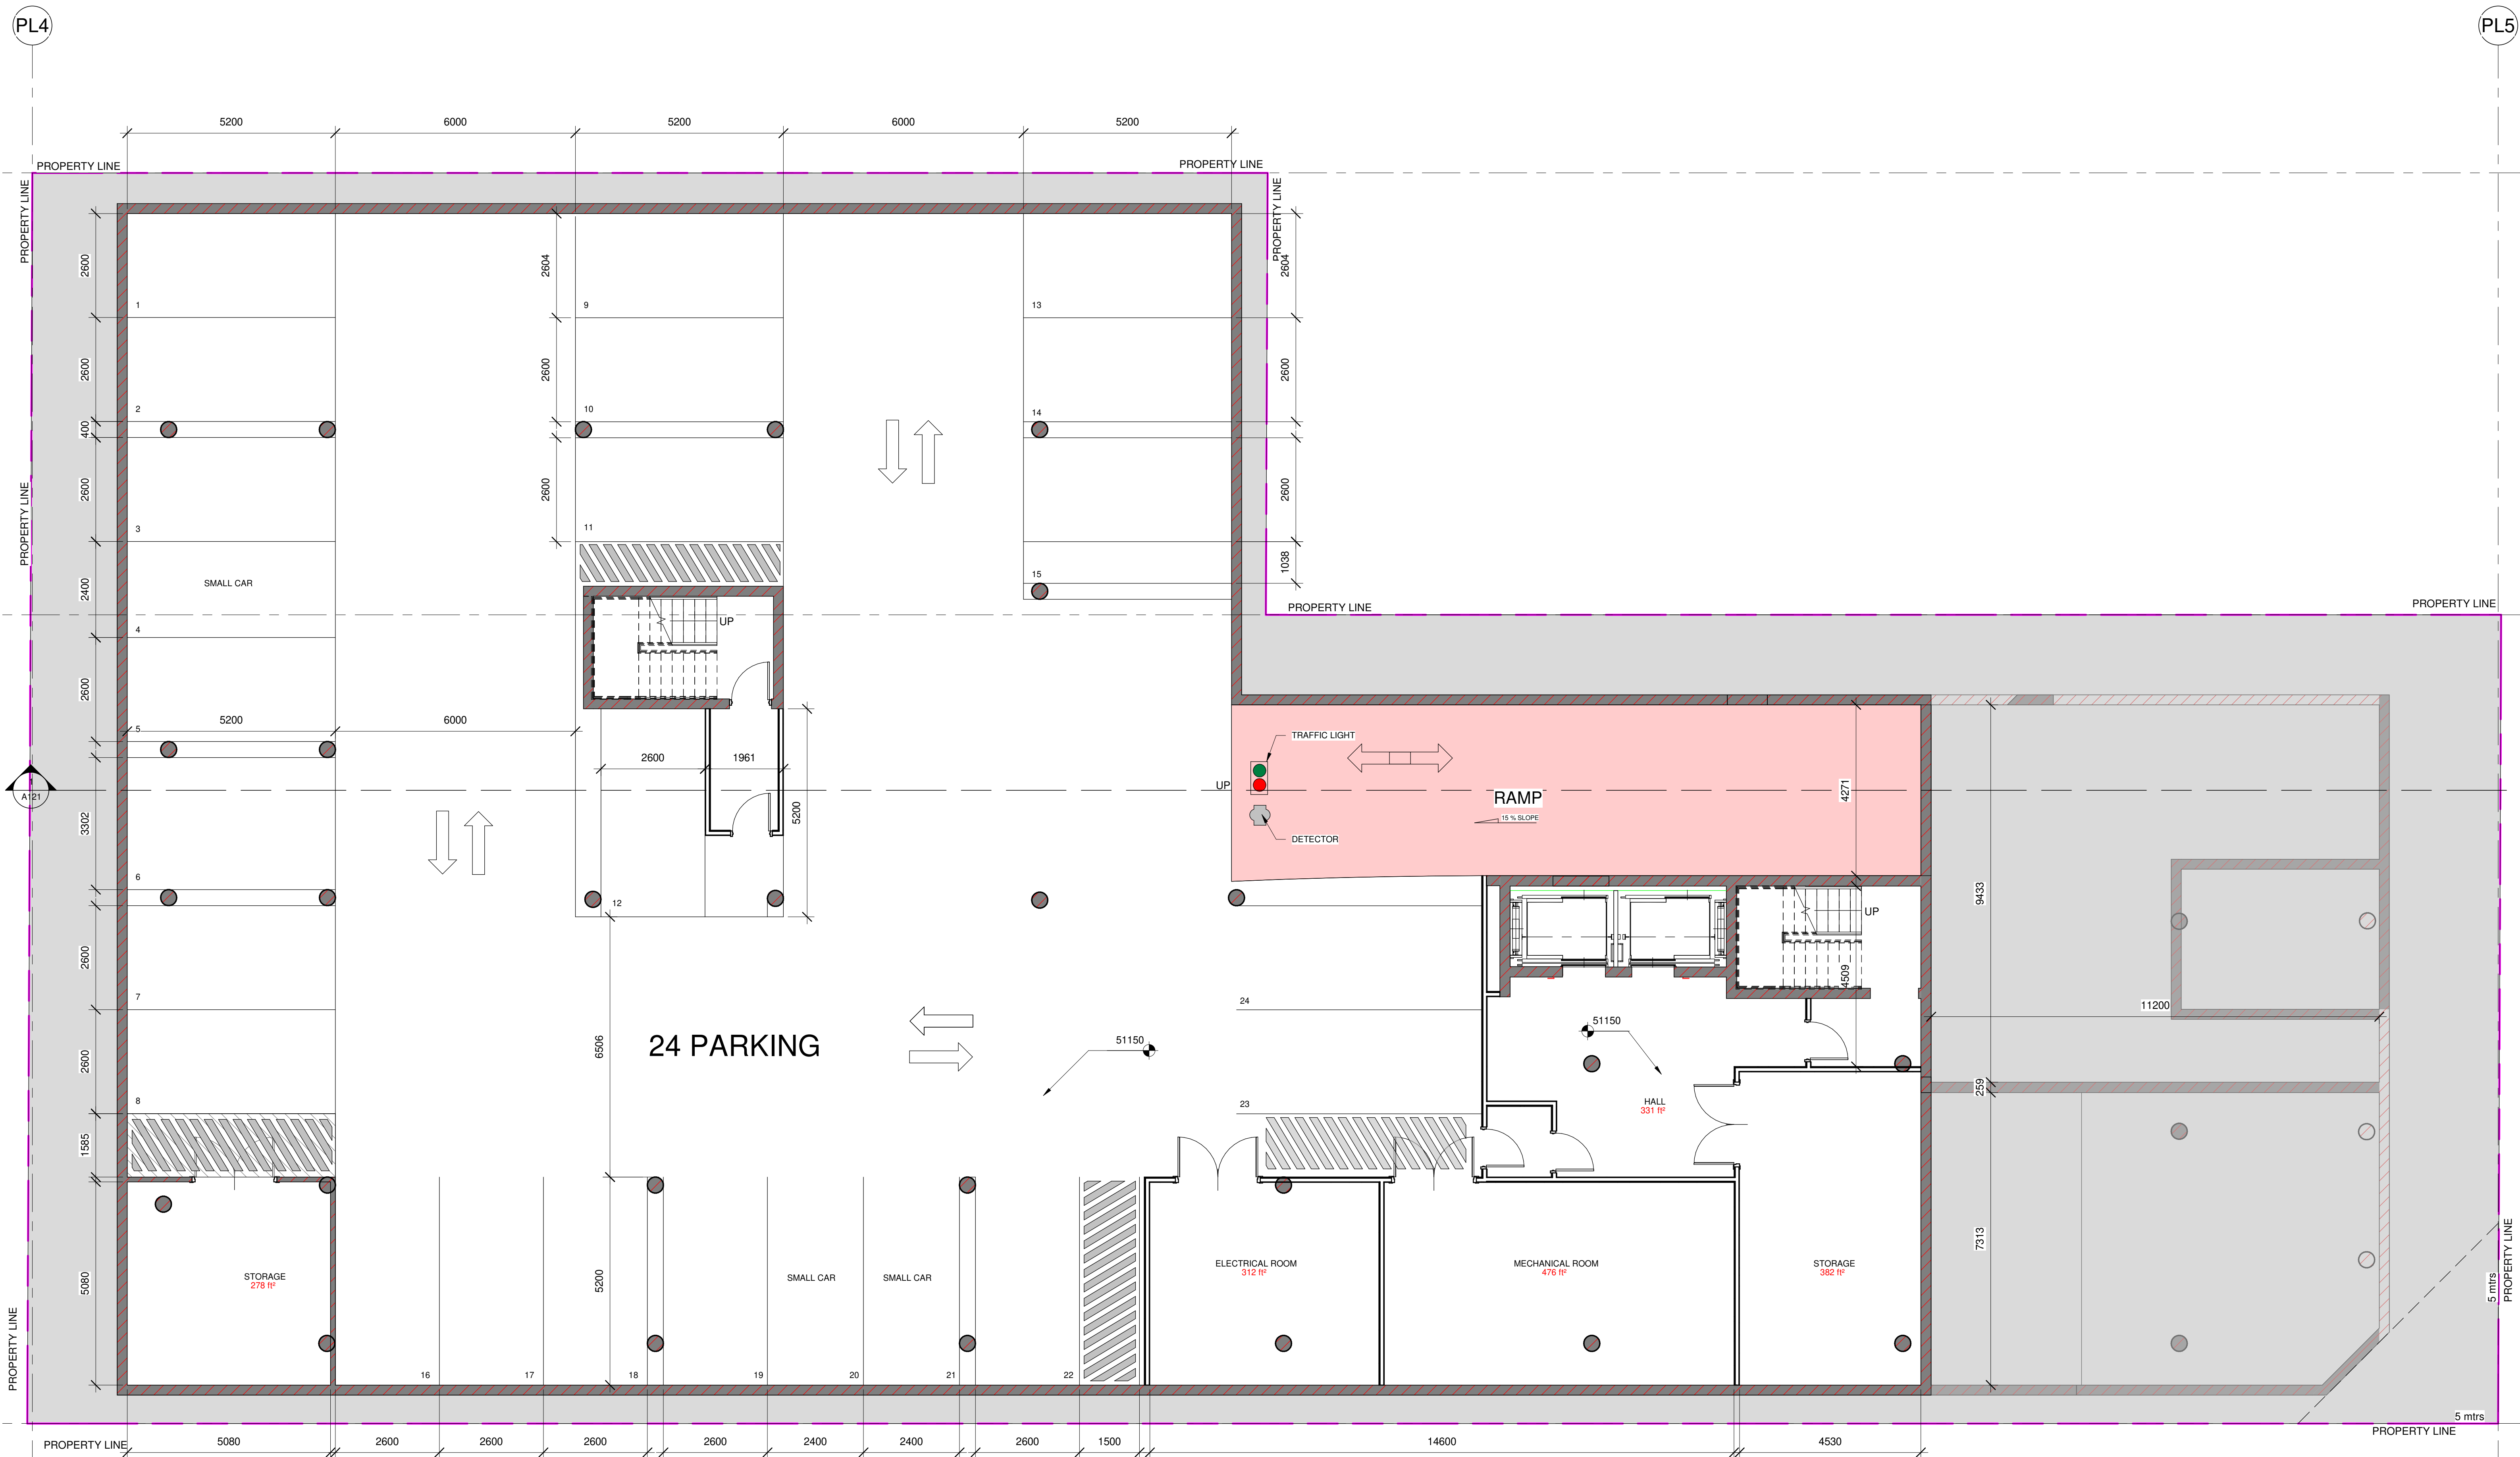 PL4
PL5
5200
6000
5200
6000
5200
PROPERTY LINE
PROPERTY LINE
PROPERTY LINE
PROPERTY LINE
2600
2604
2604
1
9
13
2600
2600
2600
2
10
14
400
2600
2600
2600
PROPERTY LINE
3
11
1038
15
SMALL CAR
2400
UP
PROPERTY LINE
PROPERTY LINE
4
2600
5200
6000
5
TRAFFIC LIGHT
2600
1961
UP
A121
RAMP
4271
15 % SLOPE
5200
3302
DETECTOR
6
12
UP
9433
2600
4509
7
24
11200
51150
51150
24 PARKING
6506
2600
259
8
23
HALL
331 ft²
1585
STORAGE
278 ft²
5080
5200
SMALL CAR
SMALL CAR
ELECTRICAL ROOM
312 ft²
MECHANICAL ROOM
476 ft²
STORAGE
382 ft²
7313
5 mtrs
PROPERTY LINE
PROPERTY LINE
16
17
18
19
20
21
22
5 mtrs
PROPERTY LINE
PROPERTY LINE
5080
2600
2600
2600
2600
2400
2400
2600
1500
14600
4530